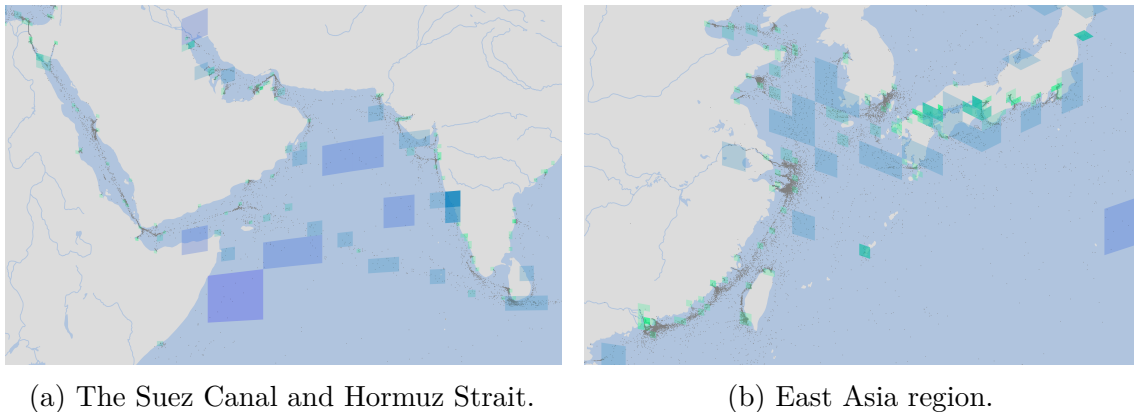 (a) The Suez Canal and Hormuz Strait.
(b) East Asia region.